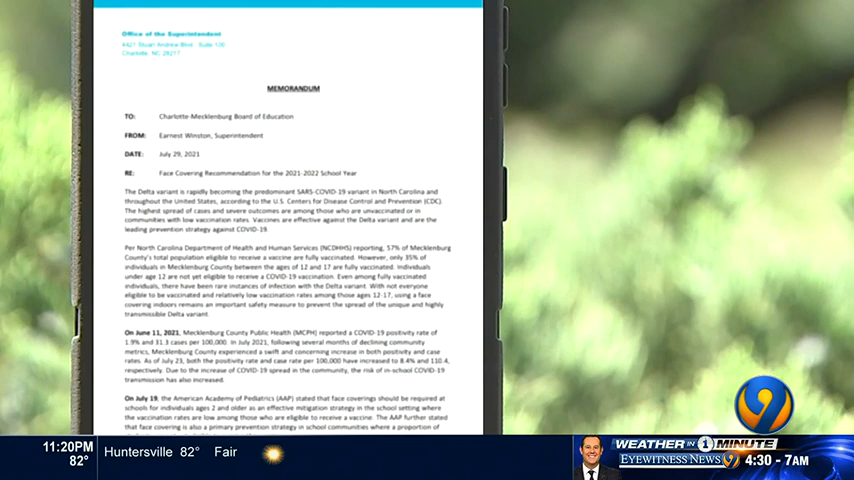 Office of the Superintendent
4421 Stuart Andrew Blvd. Suite 130
Charlotte, NC 28217
MEMORANDUM
TO: Charlotte-Mecklenburg Board of Education
FROM: Earnest Winston, Superintendent
DATE: July 29, 2021
RE: Face Covering Recommendation for the 2021-2022 School Year
The Delta variant is rapidly becoming the predominant SARS-COVID-19 variant in North Carolina and
throughout the United States, according to the U.S. Centers for Disease Control and Prevention (CDC).
The highest spread of cases and severe outcomes are among those who are unvaccinated or in
communities with low vaccination rates. Vaccines are effective against the Delta variant and are the
leading prevention strategy against COVID-19.
Per North Carolina Department of Health and Human Services (NCDHHS) reporting, 57% of Mecklenburg
County's total population eligible to receive a vaccine are fully vaccinated. However, only 35% of
individuals in Mecklenburg County between the ages of 12 and 17 are fully vaccinated. Individuals
under age 12 are not yet eligible to receive a COVID-19 vaccination. Even among fully vaccinated
individuals, there have been rare instances of infection with the Delta variant. With not everyone
eligible to be vaccinated and relatively low vaccination rates among those ages 12-17, using a face
covering indoors remains an important safety measure to prevent the spread of the unique and highly
transmissible Delta variant.
On June 11, 2021, Mecklenburg County Public Health (MCPH) reported a COVID-19 positivity rate of
1.9% and 31.3 cases per 100,000. In July 2021, following several months of declining community
metrics, Mecklenburg County experienced a swift and concerning increase in both positivity and case
rates. As of July 23, both the positivity rate and case rate per 100,000 have increased to 8.4% and 110.4,
respectively. Due to the increase of COVID-19 spread in the community, the risk of in-school COVID-19
transmission has also increased.
On July 19, the American Academy of Pediatrics (AAP) stated that face coverings should be required at
schools for individuals ages 2 and older as an effective mitigation strategy in the school setting where
the vaccination rates are low among those who are eligible to receive a vaccine. The AAP further stated
that face covering is also a primary prevention strategy in school communities where a proportion of
9
11:20PM
82°
Huntersville 82° Fair
WEATHER IN 1 MINUTE
EYEWITNESS NEWS 9 4:30 - 7AM